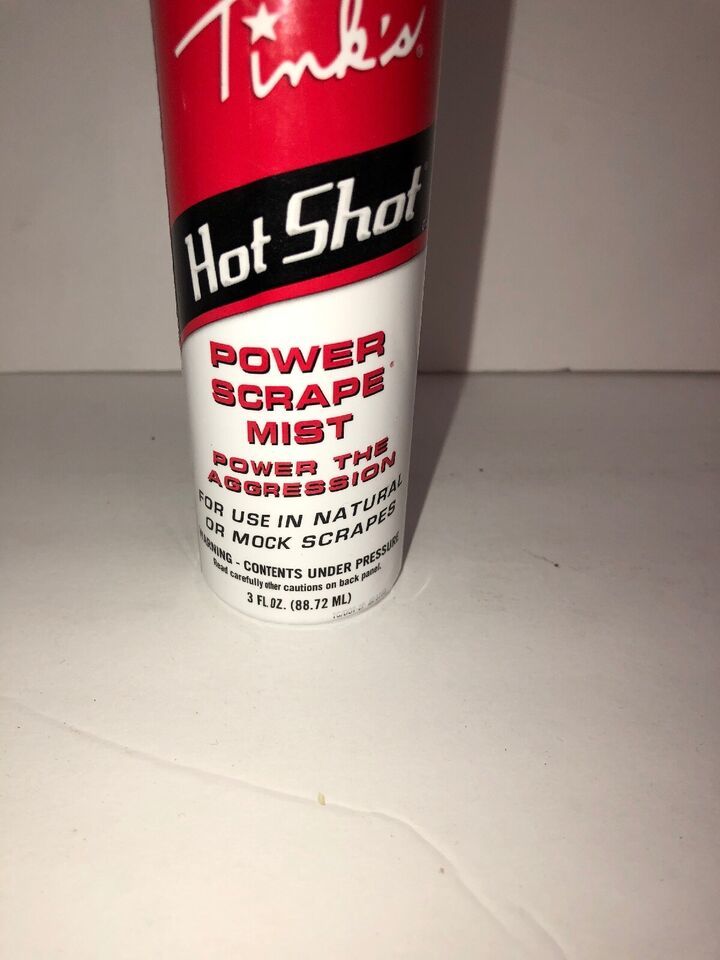 Tink's®
Hot Shot
POWER
SCRAPE®
MIST
POWER THE
AGGRESSION
FOR USE IN NATURAL
OR MOCK SCRAPES
WARNING - CONTENTS UNDER PRESSURE
Read carefully other cautions on back panel.
3 FL OZ. (88.72 ML)